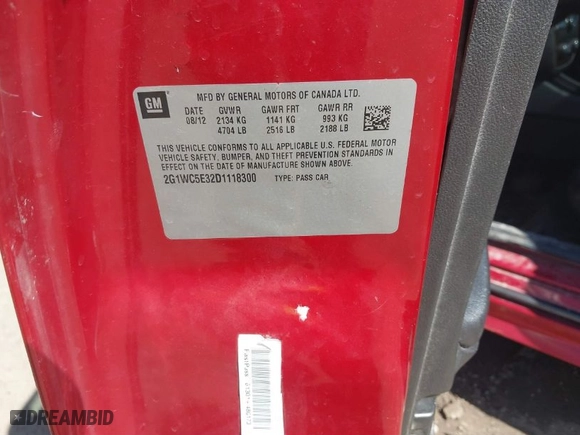 GM
MFD BY GENERAL MOTORS OF CANADA LTD.
DATE GVWR GAWR FRT GAWR RR
08/12 2134 KG 1141 KG 993 KG
4704 LB 2516 LB 2188 LB
THIS VEHICLE CONFORMS TO ALL APPLICABLE U.S. FEDERAL MOTOR
VEHICLE SAFETY, BUMPER, AND THEFT PREVENTION STANDARDS IN
EFFECT ON THE DATE OF MANUFACTURE SHOWN ABOVE.
2G1WC5E32D1118300 TYPE: PASS CAR
DREAMBID